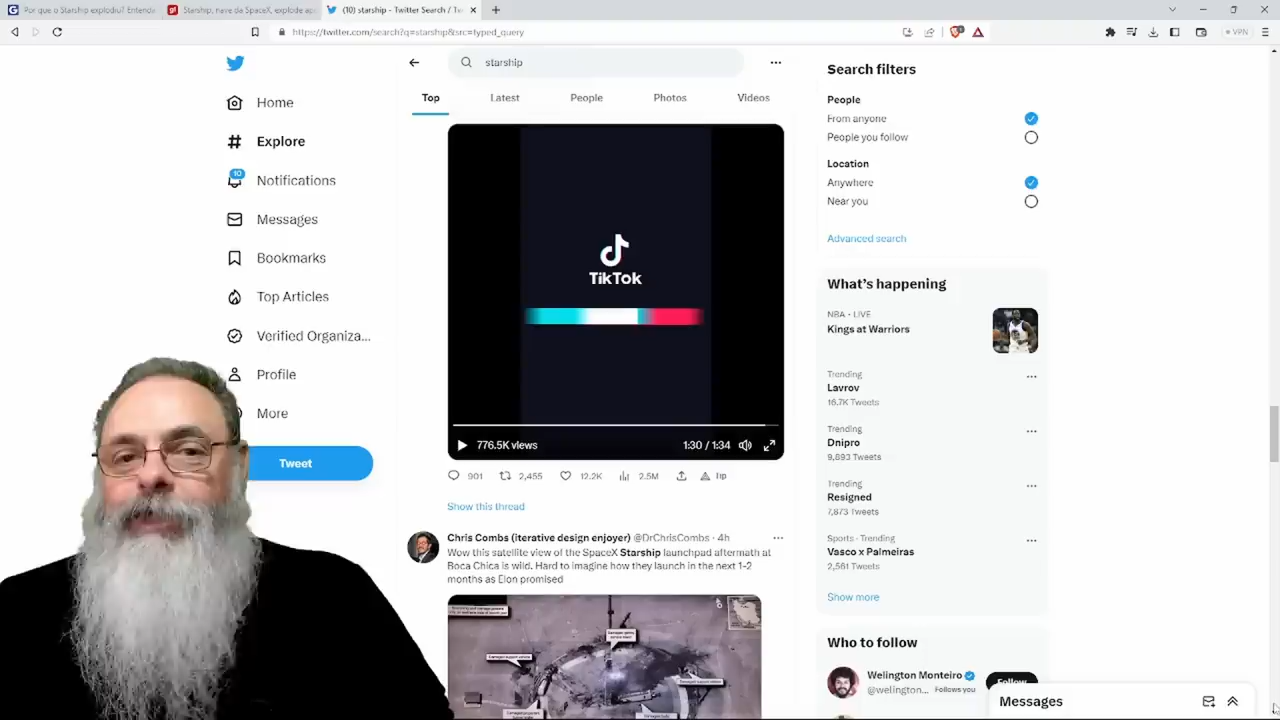 Por que o Starship explodiu? Entenda
Starship, nave da SpaceX, explode apó
(10) starship - Twitter Search / Tw
https://twitter.com/search?q=starship&src=typed_query
VPN
starship
Top
Latest
People
Photos
Videos
Home
Explore
10
Notifications
Messages
Bookmarks
Top Articles
Verified Organiza...
Profile
More
Tweet
TikTok
776.5K views
1:30 / 1:34
901
2,455
12.2K
2.5M
Tip
Show this thread
Chris Combs (iterative design enjoyer) @DrChrisCombs · 4h
Wow this satellite view of the SpaceX Starship launchpad aftermath at
Boca Chica is wild. Hard to imagine how they launch in the next 1-2
months as Elon promised
Search filters
People
From anyone
People you follow
Location
Anywhere
Near you
Advanced search
What's happening
NBA · LIVE
Kings at Warriors
Trending
Lavrov
16.7K Tweets
Trending
Dnipro
9,893 Tweets
Trending
Resigned
7,873 Tweets
Sports · Trending
Vasco x Palmeiras
2,561 Tweets
Show more
Who to follow
Welington Monteiro
@wellington...
Follows you
Follow
Messages